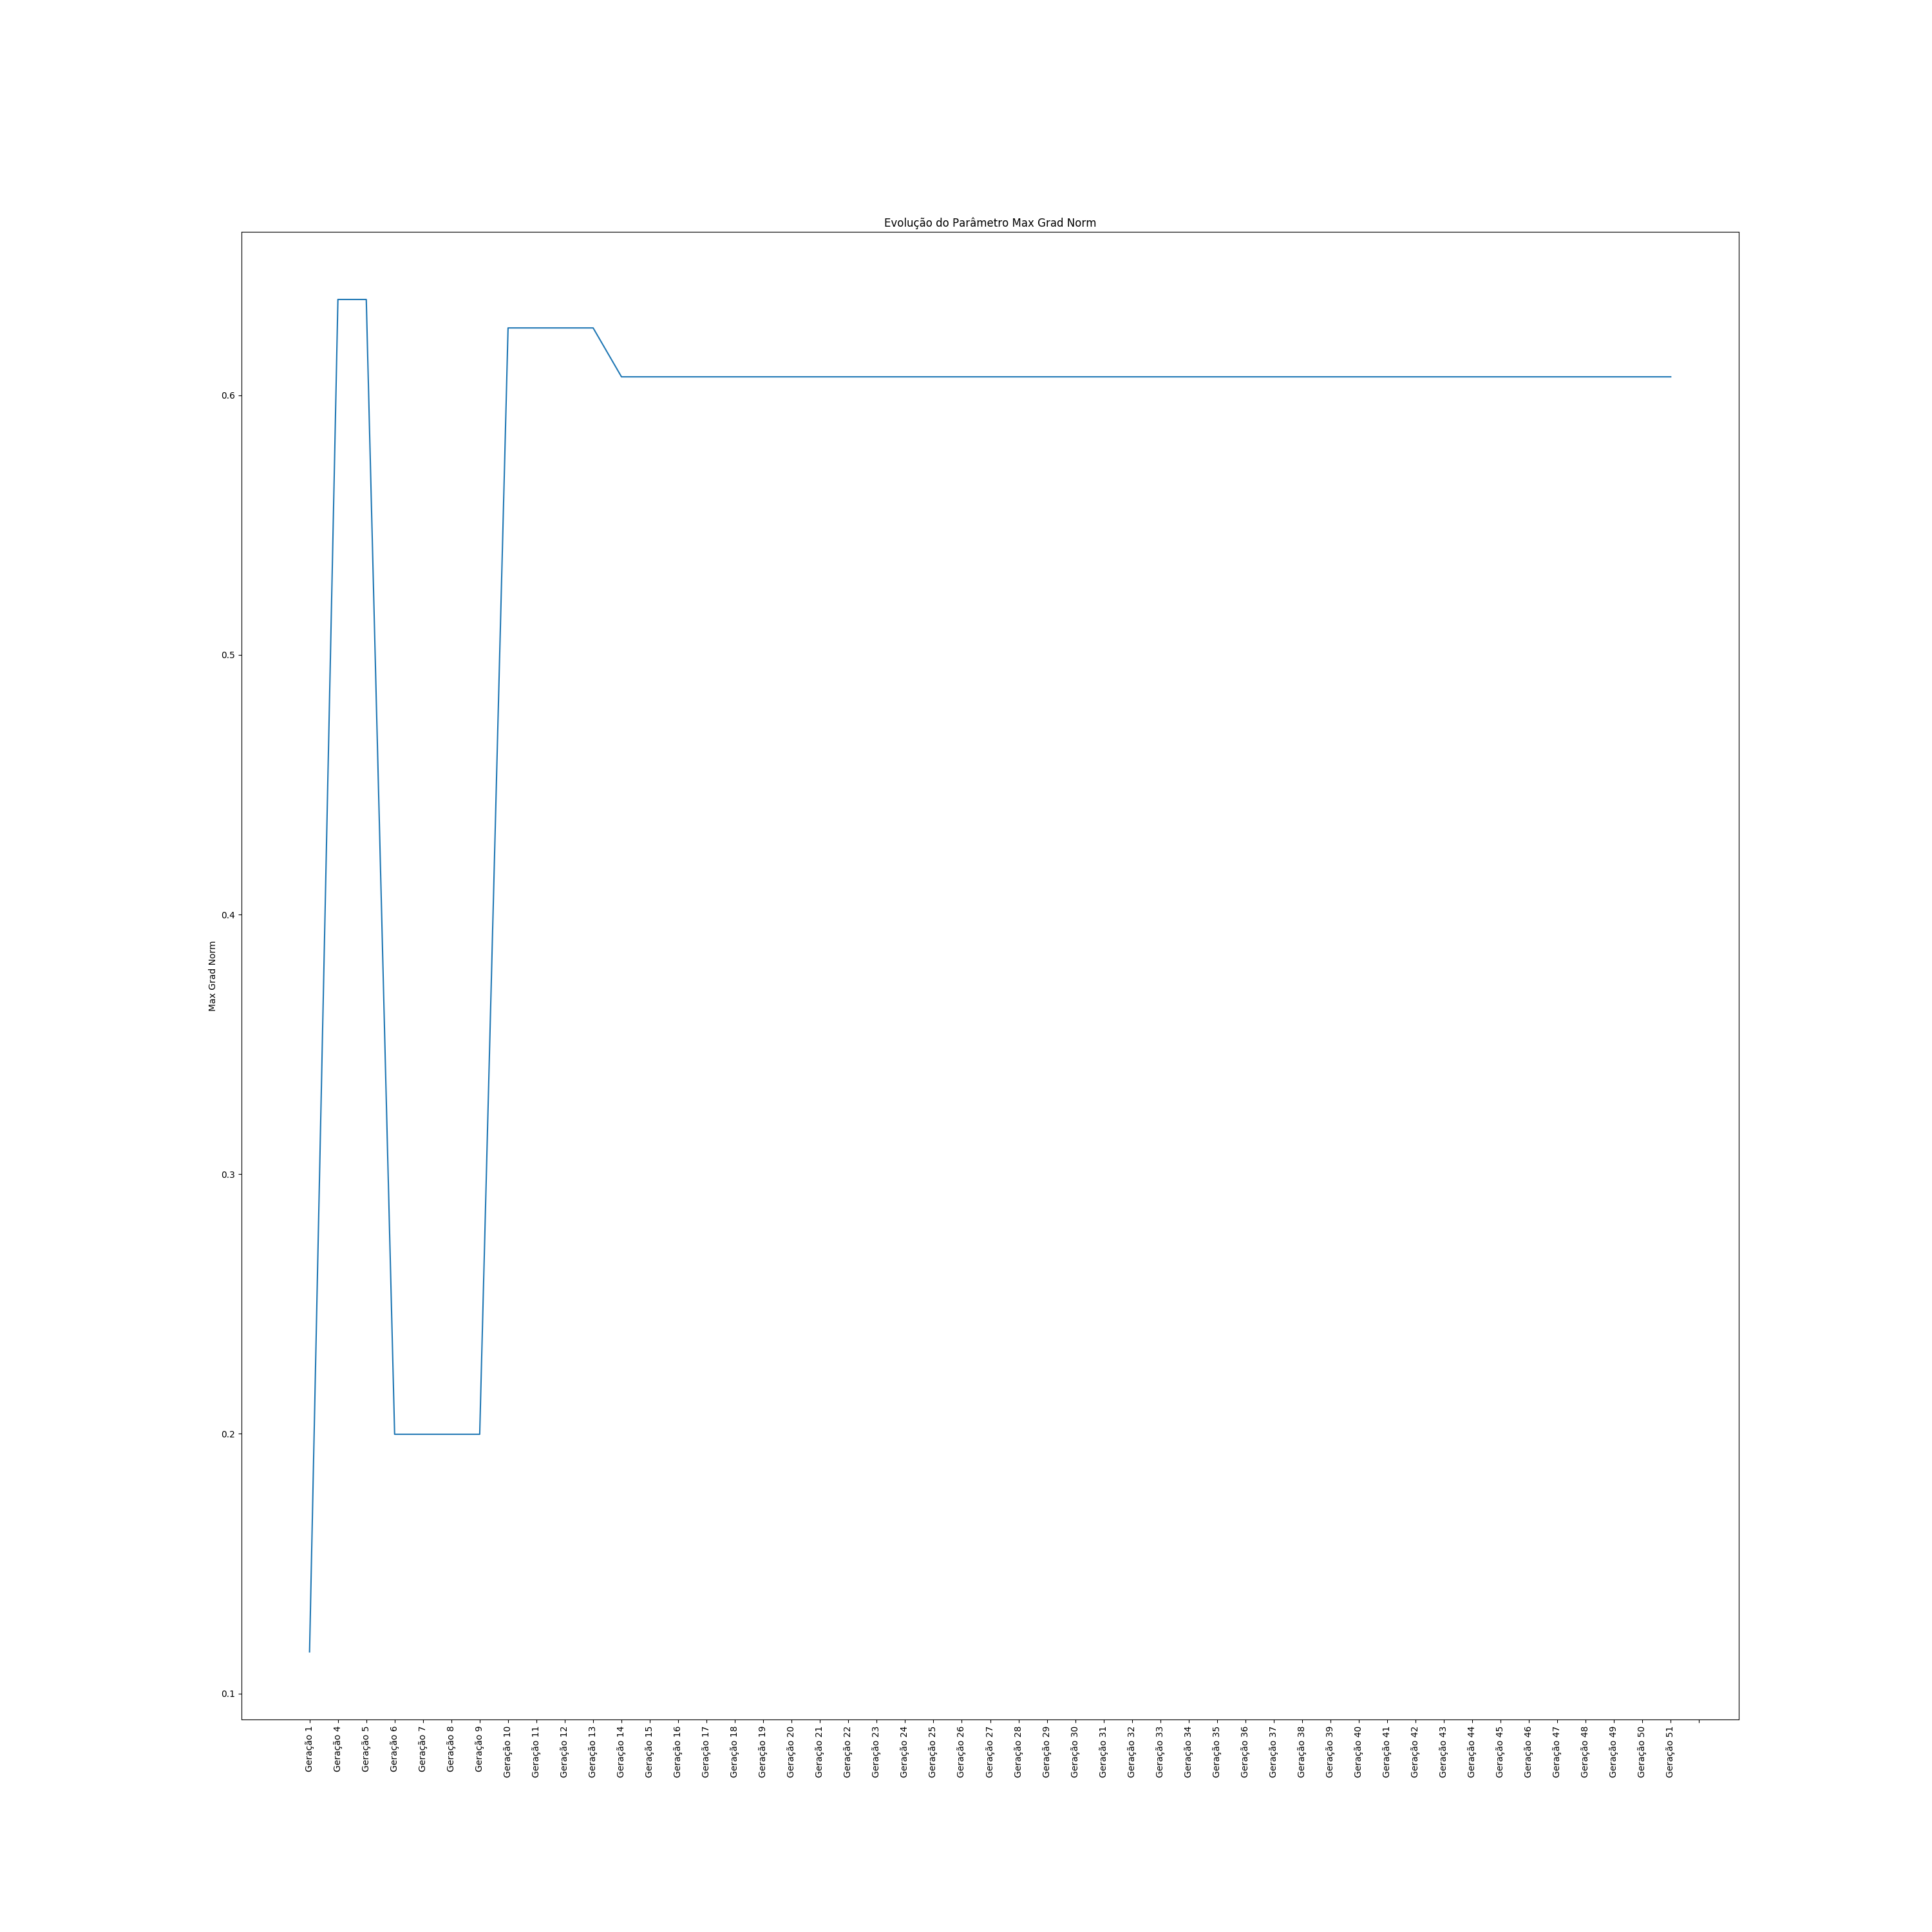 Evolução do Parâmetro Max Grad Norm
0.6
0.5
0.4
0.3
0.2
0.1
Max Grad Norm
Geração 1
Geração 4
Geração 5
Geração 6
Geração 7
Geração 8
Geração 9
Geração 10
Geração 11
Geração 12
Geração 13
Geração 14
Geração 15
Geração 16
Geração 17
Geração 18
Geração 19
Geração 20
Geração 21
Geração 22
Geração 23
Geração 24
Geração 25
Geração 26
Geração 27
Geração 28
Geração 29
Geração 30
Geração 31
Geração 32
Geração 33
Geração 34
Geração 35
Geração 36
Geração 37
Geração 38
Geração 39
Geração 40
Geração 41
Geração 42
Geração 43
Geração 44
Geração 45
Geração 46
Geração 47
Geração 48
Geração 49
Geração 50
Geração 51